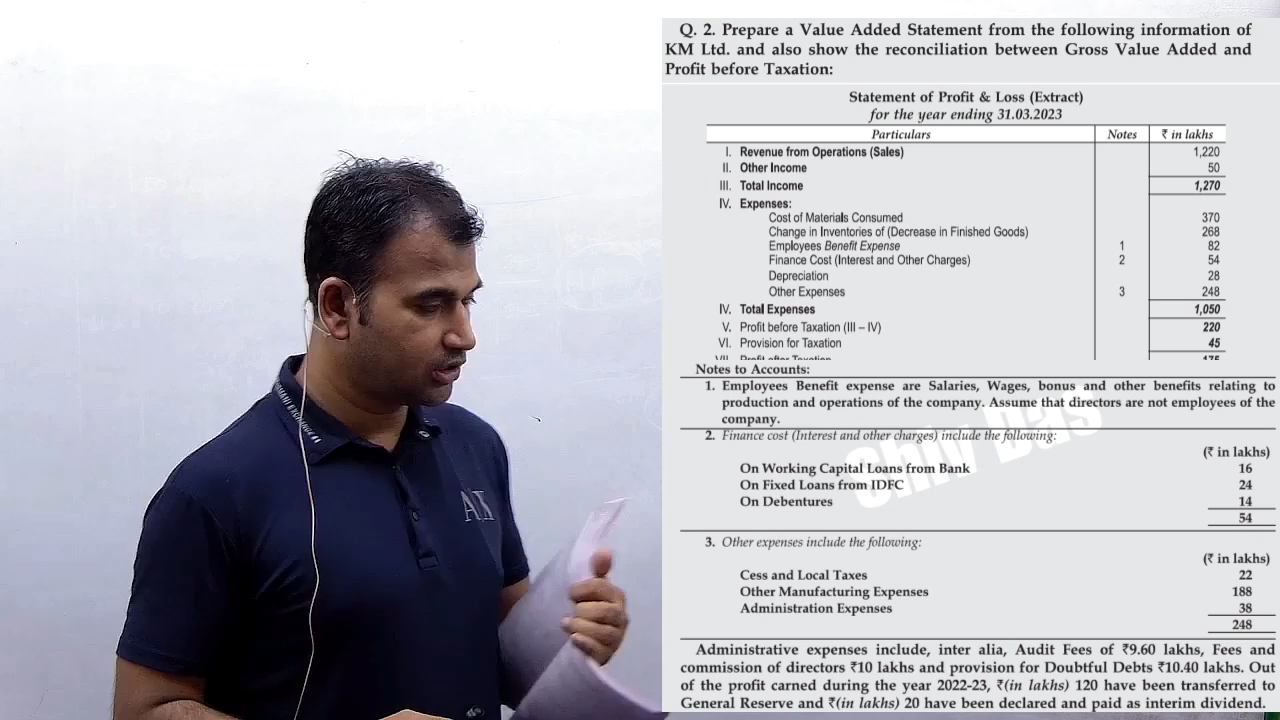 Q. 2. Prepare a Value Added Statement from the following information of
KM Ltd. and also show the reconciliation between Gross Value Added and
Profit before Taxation:
Statement of Profit & Loss (Extract)
for the year ending 31.03.2023
Particulars Notes ₹ in lakhs
I. Revenue from Operations (Sales) 1,220
II. Other Income 50
III. Total Income 1,270
IV. Expenses:
Cost of Materials Consumed 370
Change in Inventories of (Decrease in Finished Goods) 268
Employees Benefit Expense 1 82
Finance Cost (Interest and Other Charges) 2 54
Depreciation 28
Other Expenses 3 248
IV. Total Expenses 1,050
V. Profit before Taxation (III – IV) 220
VI. Provision for Taxation 45
VII. Profit after Taxation 175
Notes to Accounts:
1. Employees Benefit expense are Salaries, Wages, bonus and other benefits relating to
production and operations of the company. Assume that directors are not employees of the
company.
2. Finance cost (Interest and other charges) include the following:
(₹ in lakhs)
On Working Capital Loans from Bank 16
On Fixed Loans from IDFC 24
On Debentures 14
54
3. Other expenses include the following:
(₹ in lakhs)
Cess and Local Taxes 22
Other Manufacturing Expenses 188
Administration Expenses 38
248
Administrative expenses include, inter alia, Audit Fees of ₹9.60 lakhs, Fees and
commission of directors ₹10 lakhs and provision for Doubtful Debts ₹10.40 lakhs. Out
of the profit carned during the year 2022-23, ₹(in lakhs) 120 have been transferred to
General Reserve and ₹(in lakhs) 20 have been declared and paid as interim dividend.
Shiv Das
AX